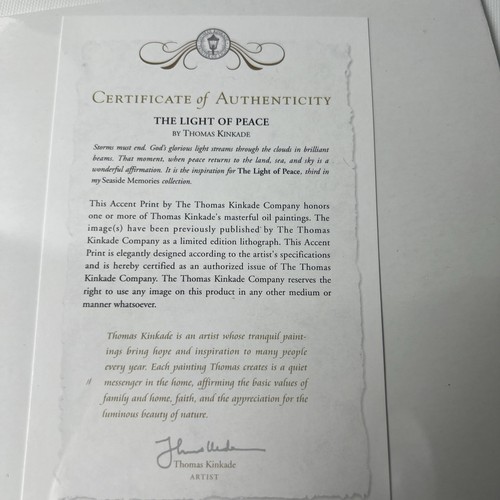 CERTIFICATE of AUTHENTICITY
THE LIGHT OF PEACE
BY THOMAS KINKADE
Storms must end. God's glorious light streams through the clouds in brilliant
beams. That moment, when peace returns to the land, sea, and sky is a
wonderful affirmation. It is the inspiration for The Light of Peace, third in
my Seaside Memories collection.
This Accent Print by The Thomas Kinkade Company honors
one or more of Thomas Kinkade's masterful oil paintings. The
image(s) have been previously published by The Thomas
Kinkade Company as a limited edition lithograph. This Accent
Print is elegantly designed according to the artist's specifications
and is hereby certified as an authorized issue of The Thomas
Kinkade Company. The Thomas Kinkade Company reserves the
right to use any image on this product in any other medium or
manner whatsoever.
Thomas Kinkade is an artist whose tranquil paint-
ings bring hope and inspiration to many people
every year. Each painting Thomas creates is a quiet
messenger in the home, affirming the basic values of
family and home, faith, and the appreciation for the
luminous beauty of nature.
Thomas Kinkade
ARTIST